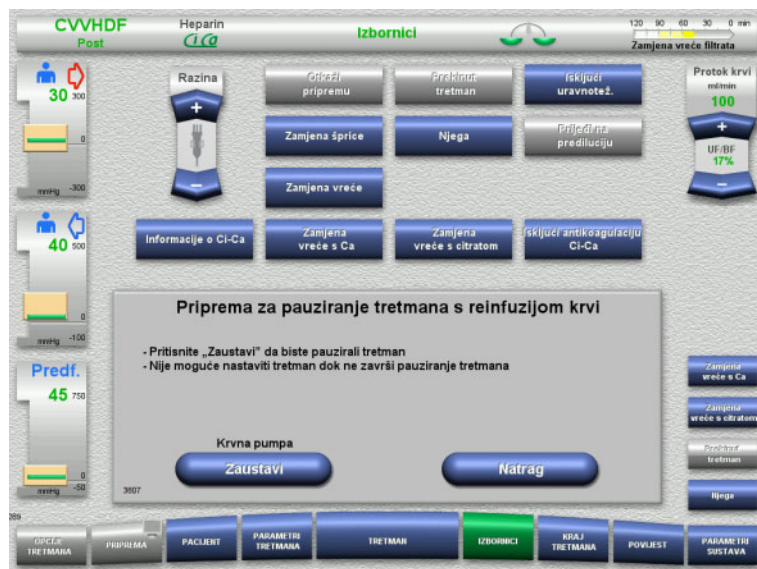 CVVHDF
Post
Heparin
CiCa
Izbornici
120 90 60 30 0 min
Zamjena vreće filtrata
30 300
0
mmHg -300
40 500
0
mmHg -100
Predf.
45 750
0
mmHg -50
Razina
+
–
Otkaži
pripremu
Prekinut
tretman
Isključi
uravnotež.
Zamjena šprice
Njega
Prijeđi na
prediluciju
Zamjena vreće
Informacije o Ci-Ca
Zamjena
vreće s Ca
Zamjena
vreće s citratom
Isključi antikoagulaciju
Ci-Ca
Protok krvi
ml/min
100
+
UF/BF
17%
–
Priprema za pauziranje tretmana s reinfuzijom krvi
- Pritisnite „Zaustavi” da biste pauzirali tretman
- Nije moguće nastaviti tretman dok ne završi pauziranje tretmana
Krvna pumpa
Zaustavi
Natrag
3607
Zamjena
vreće s Ca
Zamjena
vreće s citratom
Prekinut
tretman
Njega
OPCIJE
TRETMANA
PRIPREMA
PACIJENT
PARAMETRI
TRETMANA
TRETMAN
IZBORNICI
KRAJ
TRETMANA
POVIJEST
PARAMETRI
SUSTAVA